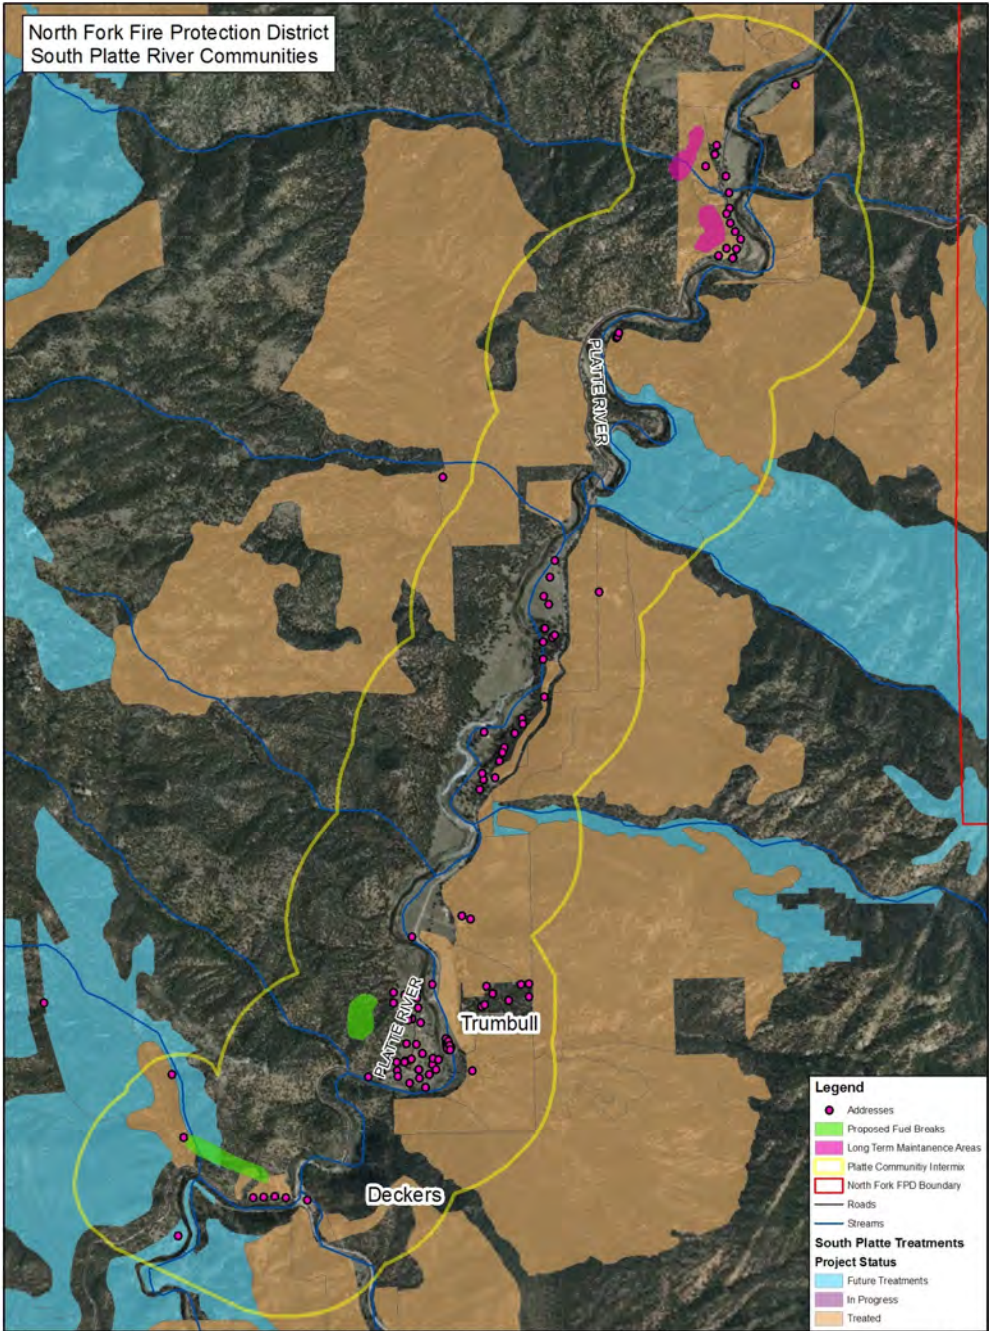 North Fork Fire Protection District
South Platte River Communities
PLATTE RIVER
PLATTE RIVER
Trumbull
Deckers
Legend
Addresses
Proposed Fuel Breaks
Long Term Maintanence Areas
Platte Communitiy Intermix
North Fork FPD Boundary
Roads
Streams
South Platte Treatments
Project Status
Future Treatments
In Progress
Treated